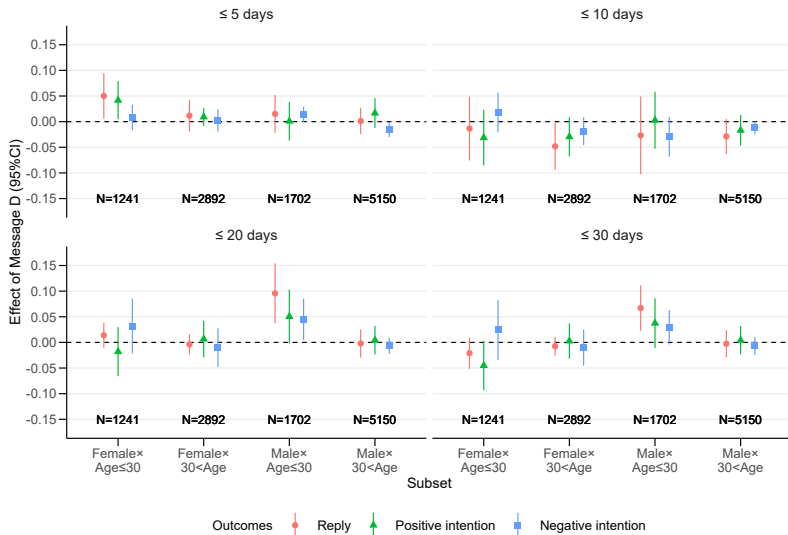 ≤ 5 days
≤ 10 days
0.15
0.10
0.05
0.00
−0.05
−0.10
−0.15
N=1241
N=2892
N=1702
N=5150
N=1241
N=2892
N=1702
N=5150
≤ 20 days
≤ 30 days
0.15
0.10
0.05
0.00
−0.05
−0.10
−0.15
N=1241
N=2892
N=1702
N=5150
N=1241
N=2892
N=1702
N=5150
Effect of Message D (95%CI)
Female×
Age≤30
Female×
30<Age
Male×
Age≤30
Male×
30<Age
Female×
Age≤30
Female×
30<Age
Male×
Age≤30
Male×
30<Age
Subset
Outcomes
Reply
Positive intention
Negative intention